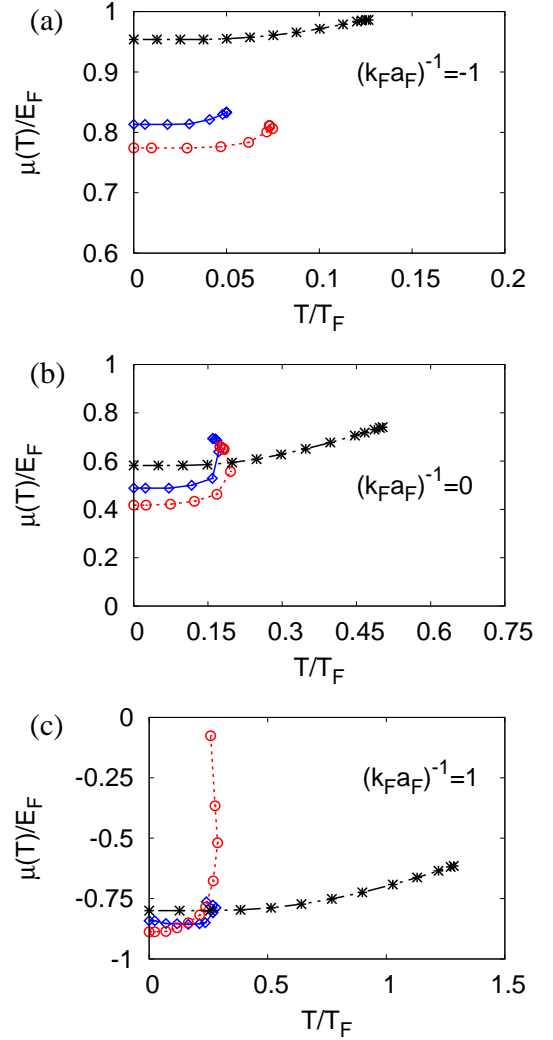 (a)
1
0.9
0.8
0.7
0.6
μ(T)/E_F
(k_Fa_F)^-1=-1
0
0.05
0.1
0.15
0.2
T/T_F
(b)
1
0.8
0.6
0.4
0.2
0
μ(T)/E_F
(k_Fa_F)^-1=0
0
0.15
0.3
0.45
0.6
0.75
T/T_F
(c)
0
-0.25
-0.5
-0.75
-1
μ(T)/E_F
(k_Fa_F)^-1=1
0
0.5
1
1.5
T/T_F